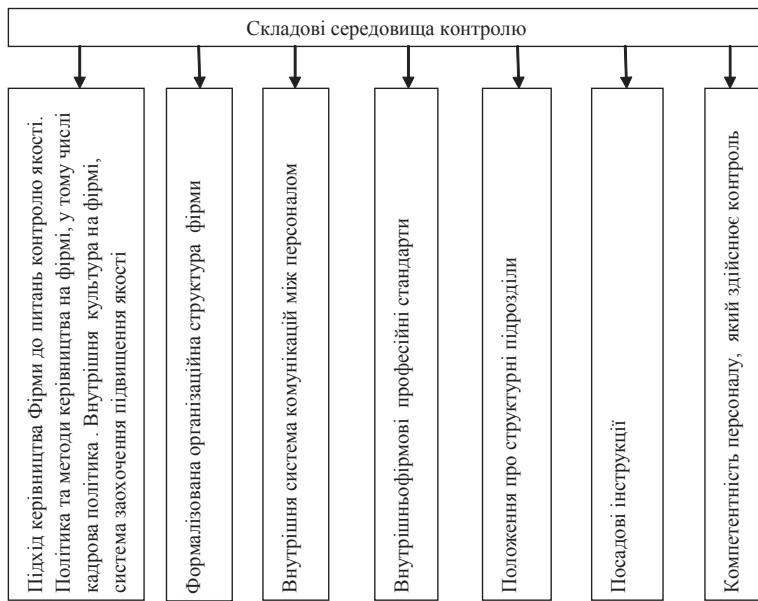 Складові середовища контролю
Підхід керівництва Фірми до питань контролю якості.
Політика та методи керівництва на фірмі, у тому числі
кадрова політика . Внутрішня культура на фірмі,
система заохочення підвищення якості
Формалізована організаційна структура фірми
Внутрішня система комунікацій між персоналом
Внутрішньофірмові професійні стандарти
Положення про структурні підрозділи
Посадові інструкції
Компетентність персоналу, який здійснює контроль